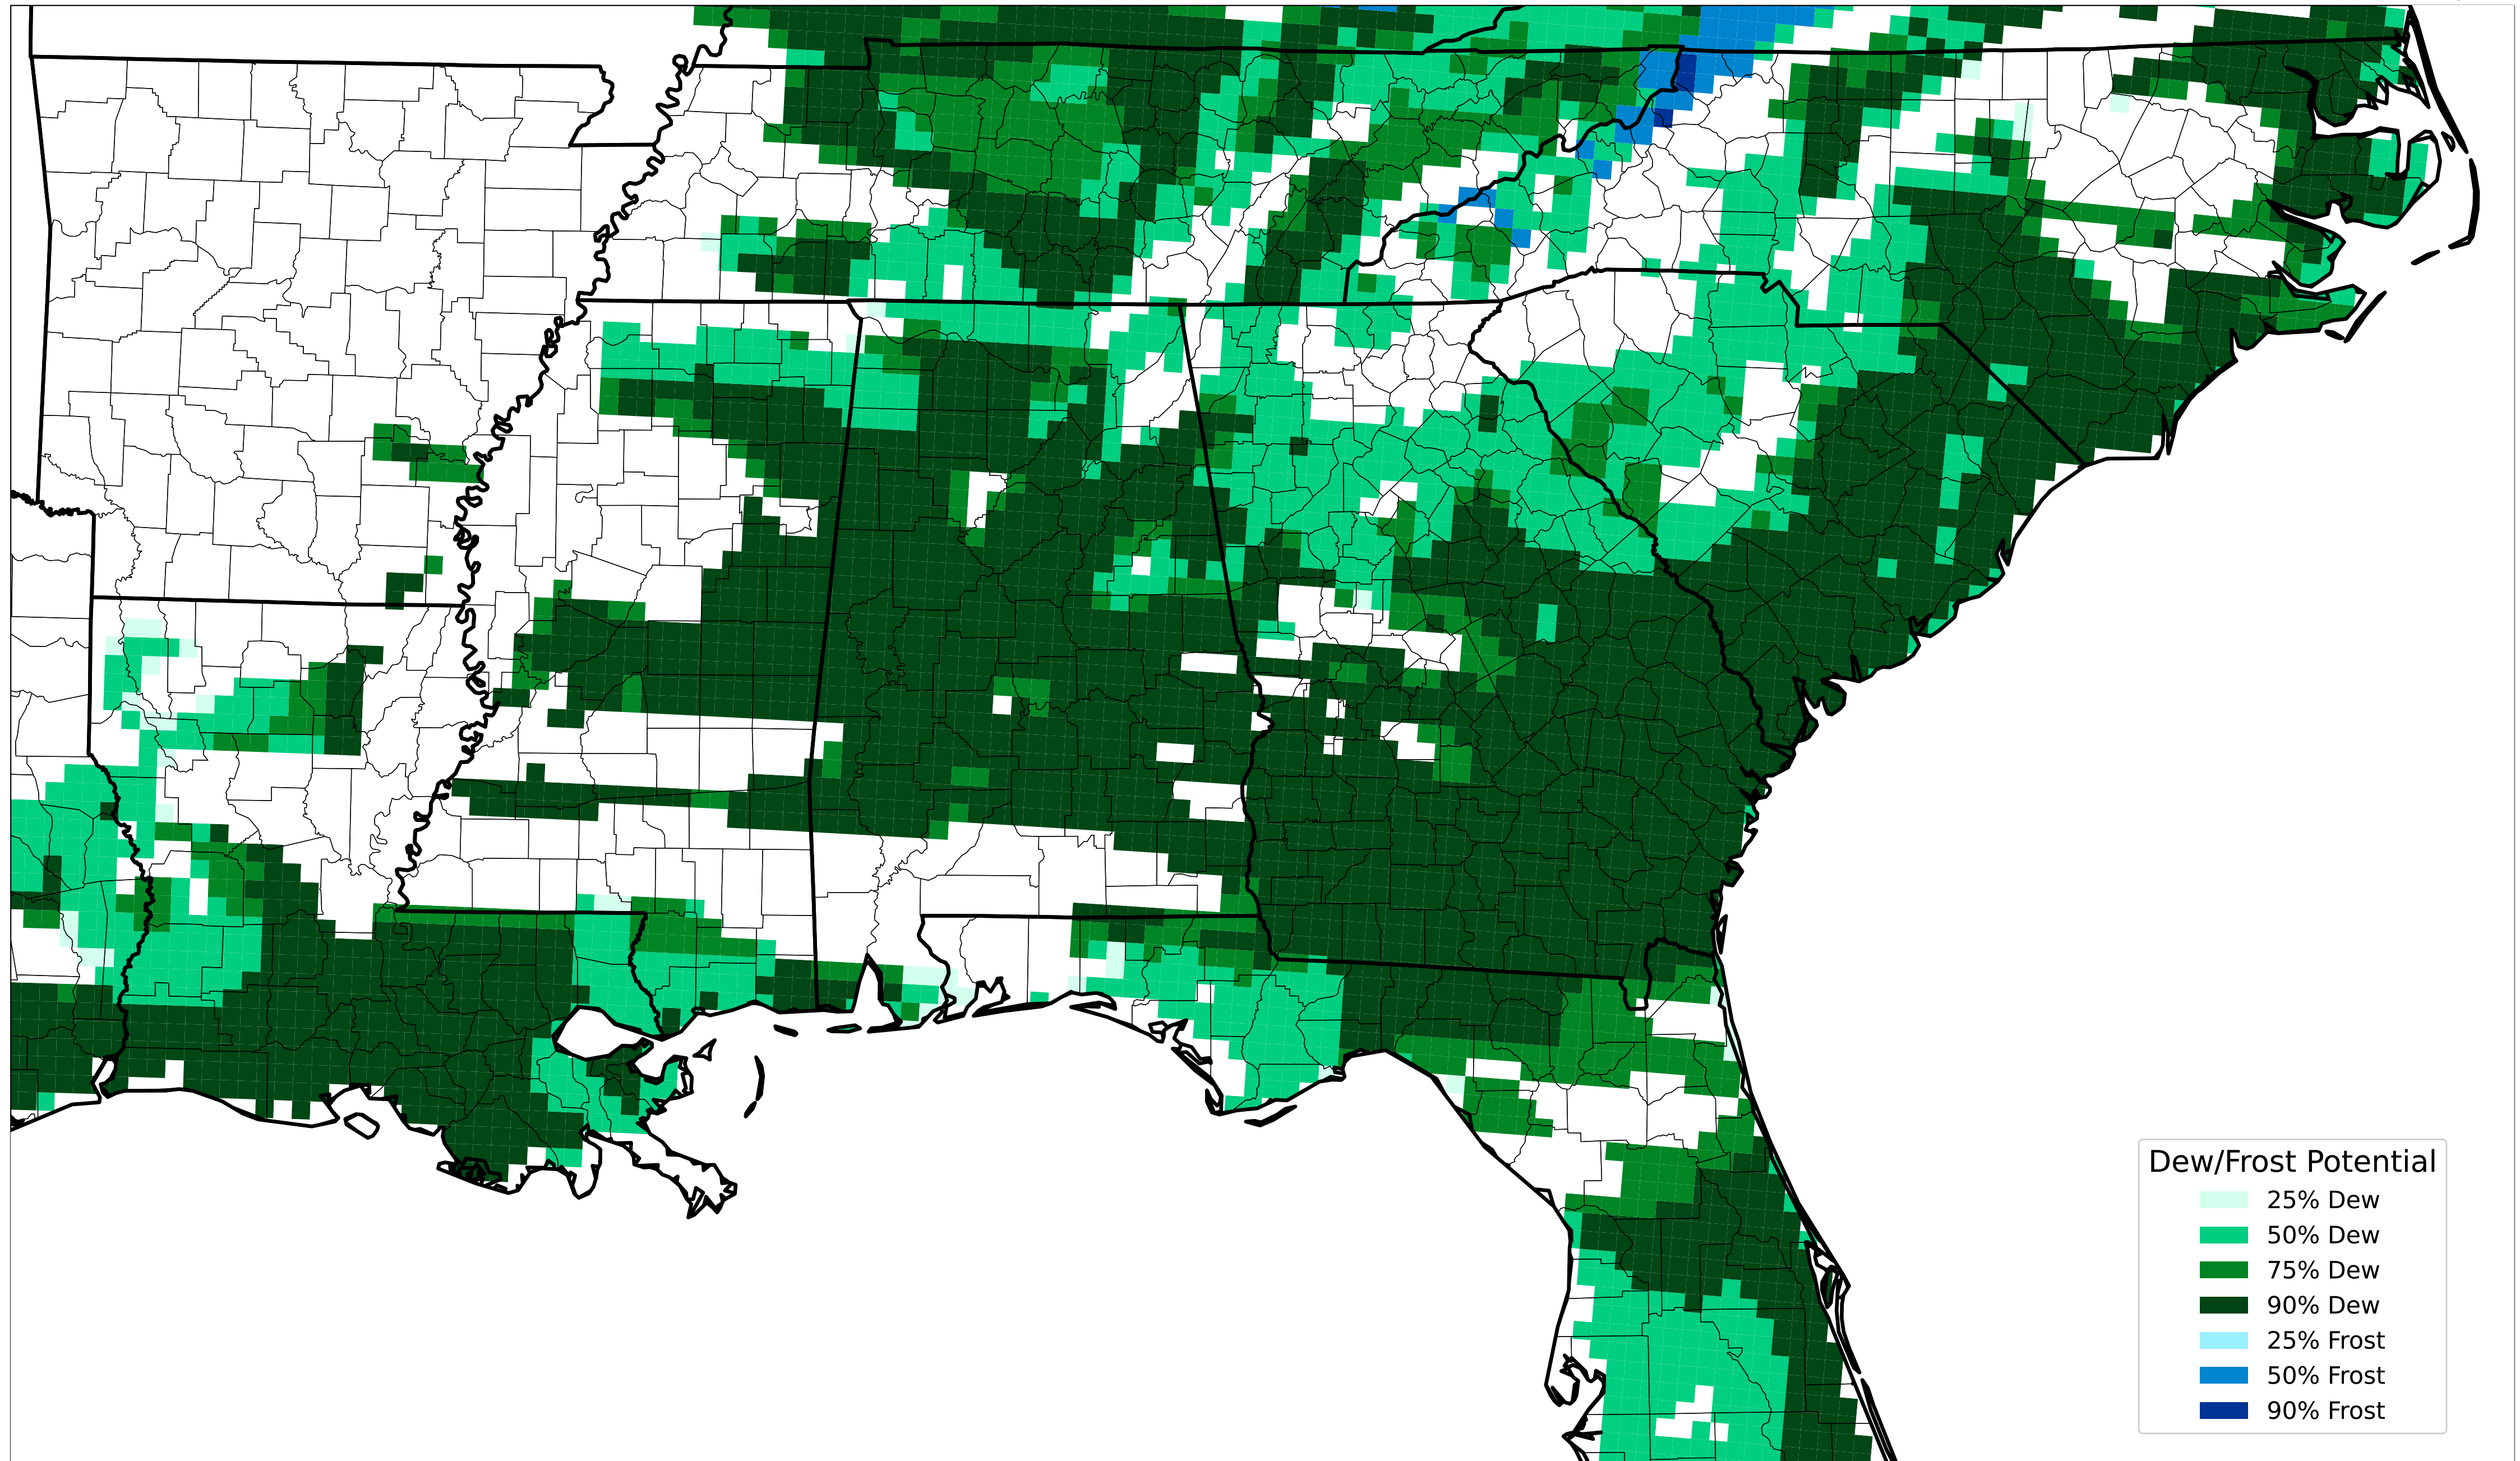 Dew/Frost Potential
25% Dew
50% Dew
75% Dew
90% Dew
25% Frost
50% Frost
90% Frost